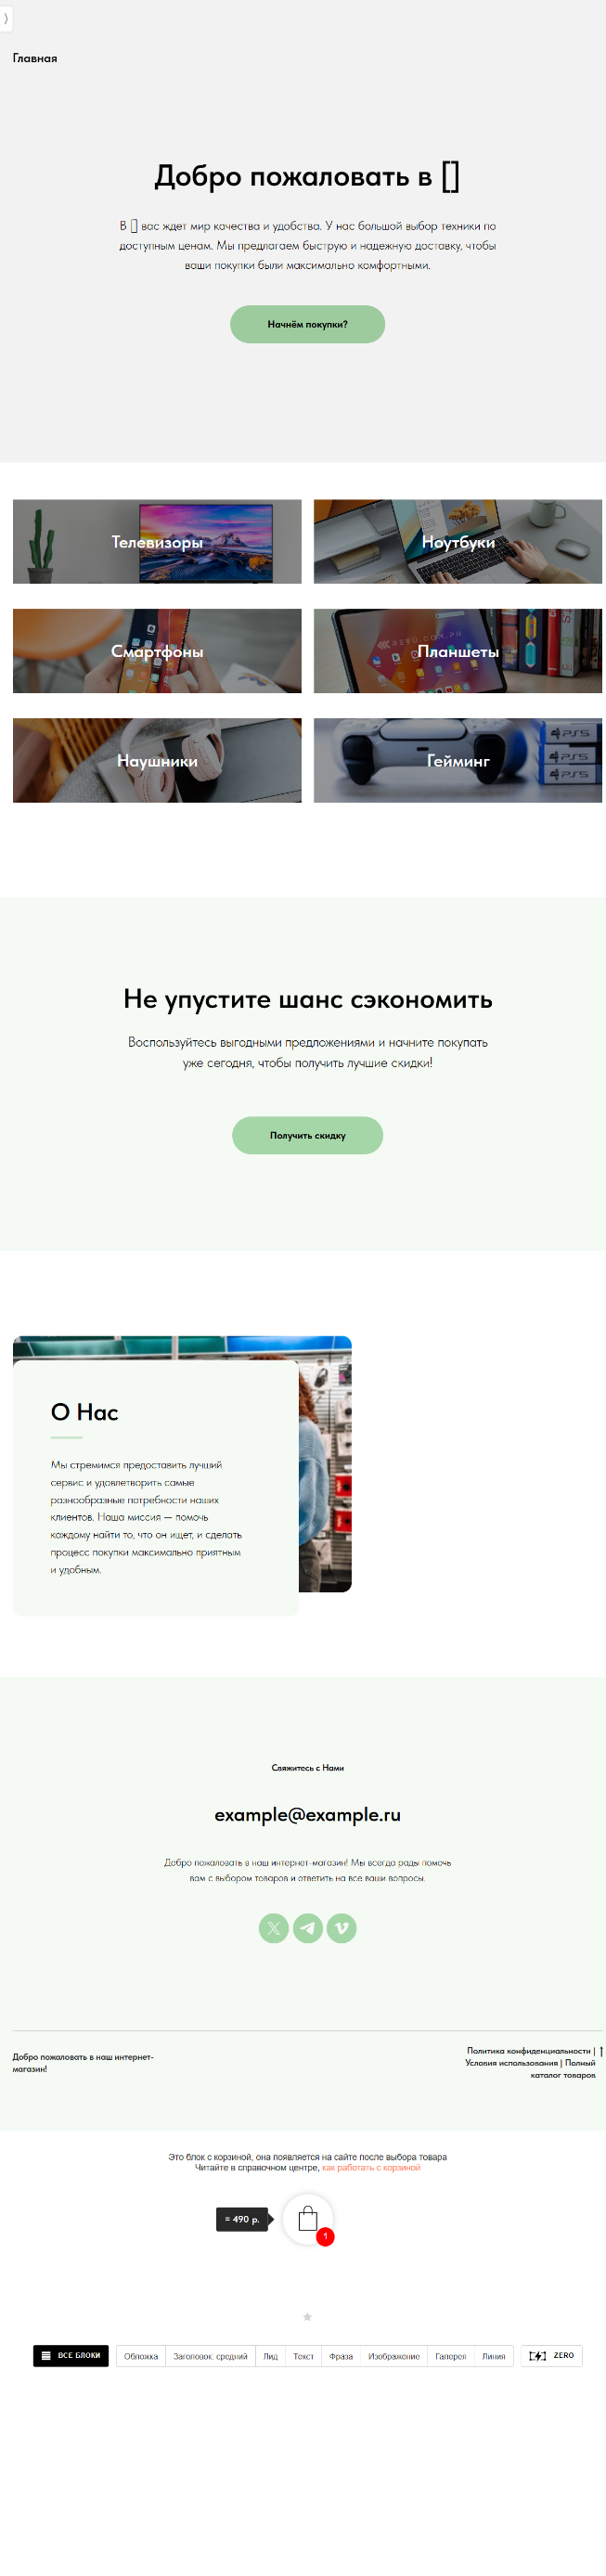 Главная
Добро пожаловать в []
В [] вас ждет мир качества и удобства. У нас большой выбор техники по
доступным ценам. Мы предлагаем быструю и надежную доставку, чтобы
ваши покупки были максимально комфортными.
Начнём покупки?
Телевизоры
Ноутбуки
Смартфоны
Планшеты
Наушники
Гейминг
Не упустите шанс сэкономить
Воспользуйтесь выгодными предложениями и начните покупать
уже сегодня, чтобы получить лучшие скидки!
Получить скидку
О Нас
Мы стремимся предоставить лучший
сервис и удовлетворить самые
разнообразные потребности наших
клиентов. Наша миссия — помочь
каждому найти то, что он ищет, и сделать
процесс покупки максимально приятным
и удобным.
Свяжитесь с Нами
example@example.ru
Добро пожаловать в наш интернет-магазин! Мы всегда рады помочь
вам с выбором товаров и ответить на все ваши вопросы.
Добро пожаловать в наш интернет-
магазин!
Политика конфиденциальности |
Условия использования | Полный
каталог товаров
Это блок с корзиной, она появляется на сайте после выбора товара
Читайте в справочном центре, как работать с корзиной
= 490 р.
1
ВСЕ БЛОКИ
Обложка
Заголовок: средний
Лид
Текст
Фраза
Изображение
Галерея
Линия
ZERO